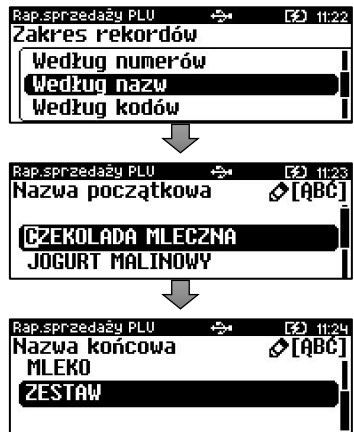 Rap.sprzedaży PLU 11:22
Zakres rekordów
Według numerów
Według nazw
Według kodów
Rap.sprzedaży PLU 11:23
Nazwa początkowa [ĄBĆ]
CZEKOLADA MLECZNA
JOGURT MALINOWY
Rap.sprzedaży PLU 11:24
Nazwa końcowa [ĄBĆ]
MLEKO
ZESTAW